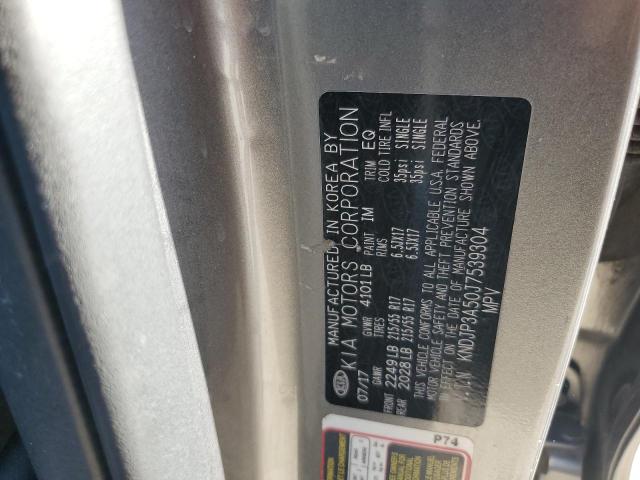 MANUFACTURED IN KOREA BY
KIA KIA MOTORS CORPORATION
07/17 GVWR 4101LB PAINT IM TRIM EQ
GAWR TIRES RIMS COLD TIRE INFL
FRONT 2249LB 215/55 R17 6.5JX17 35psi SINGLE
REAR 2028LB 215/55 R17 6.5JX17 35psi SINGLE
THIS VEHICLE CONFORMS TO ALL APPLICABLE U.S.A. FEDERAL
MOTOR VEHICLE SAFETY AND THEFT PREVENTION STANDARDS
IN EFFECT ON THE DATE OF MANUFACTURE SHOWN ABOVE.
V.I.N KNDJP3A50J7539304
MPV
P74